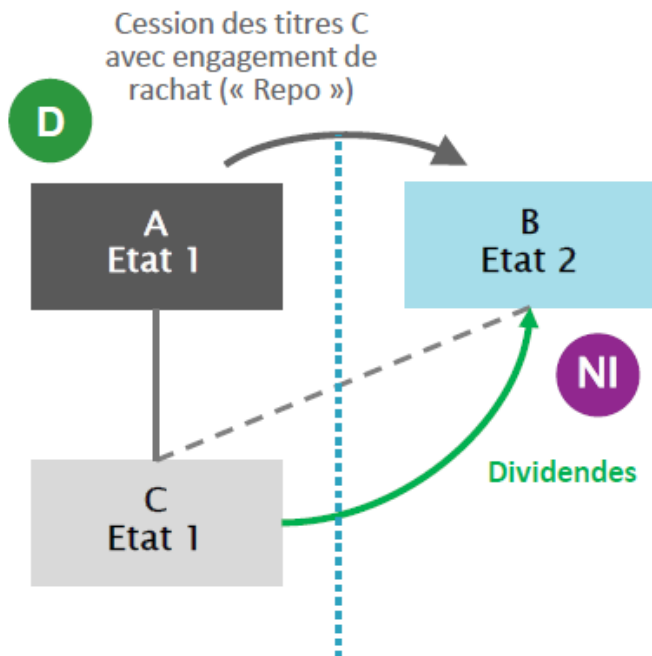 Cession des titres C
avec engagement de
rachat (« Repo »)
D
A
Etat 1
B
Etat 2
NI
Dividendes
C
Etat 1